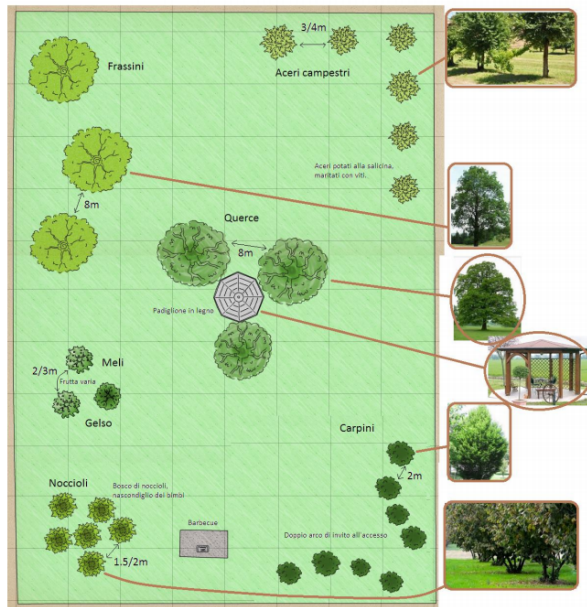 3/4m
Frassini
Aceri campestri
Aceri potati alla salicina,
maritati con viti.
8m
Querce
8m
Padiglione in legno
Meli
2/3m
Frutta varia
Gelso
Carpini
2m
Noccioli
Bosco di noccioli,
nascondiglio dei bimbi
Barbecue
Doppio arco di invito all'accesso
1.5/2m